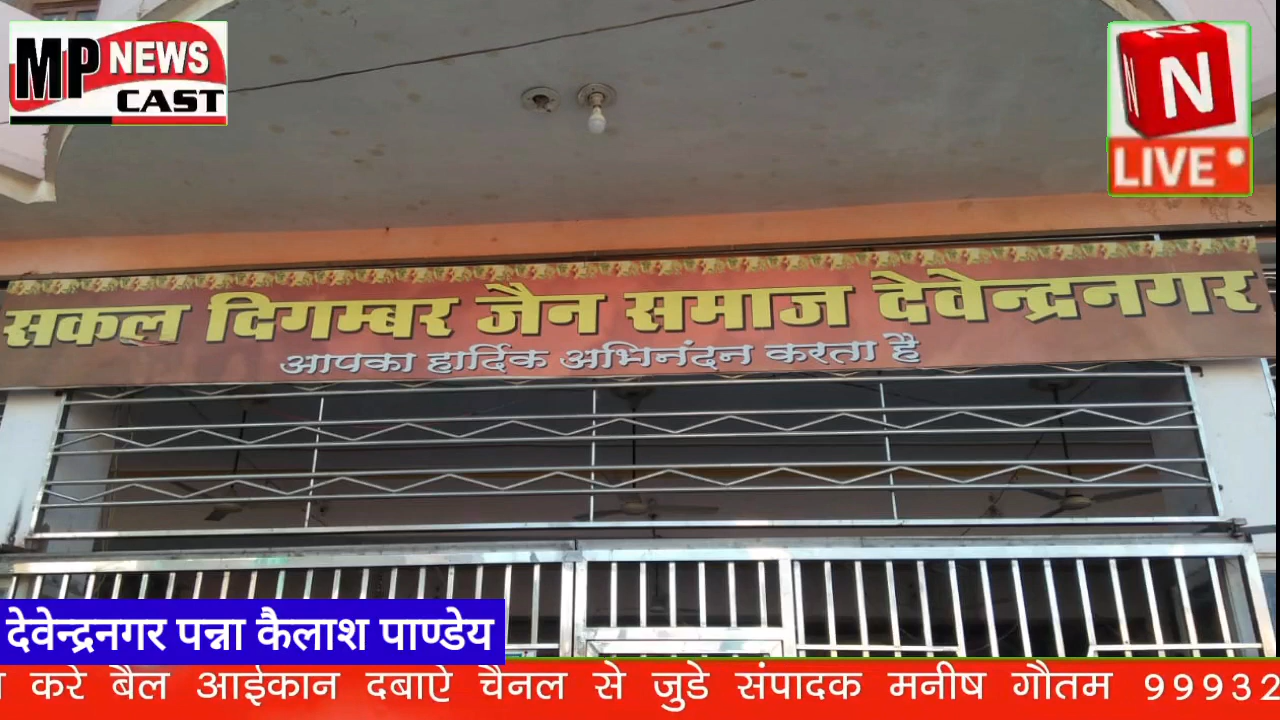 MP NEWS
CAST
N
LIVE
सकल दिगम्बर जैन समाज देवेन्द्रनगर
आपका हार्दिक अभिनंदन करता है
देवेन्द्रनगर पन्ना कैलाश पाण्डेय
करे बैल आईकान दबाऐ चैनल से जुडे संपादक मनीष गौतम 99932